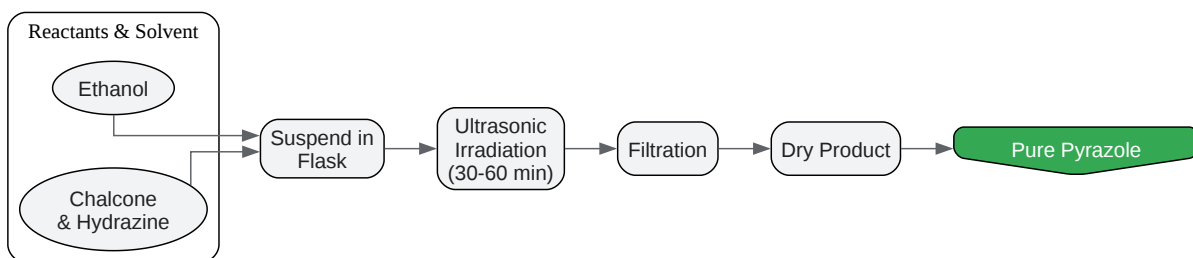 Reactants & Solvent
Ethanol
Chalcone
& Hydrazine
Suspend in
Flask
Ultrasonic
Irradiation
(30-60 min)
Filtration
Dry Product
Pure Pyrazole